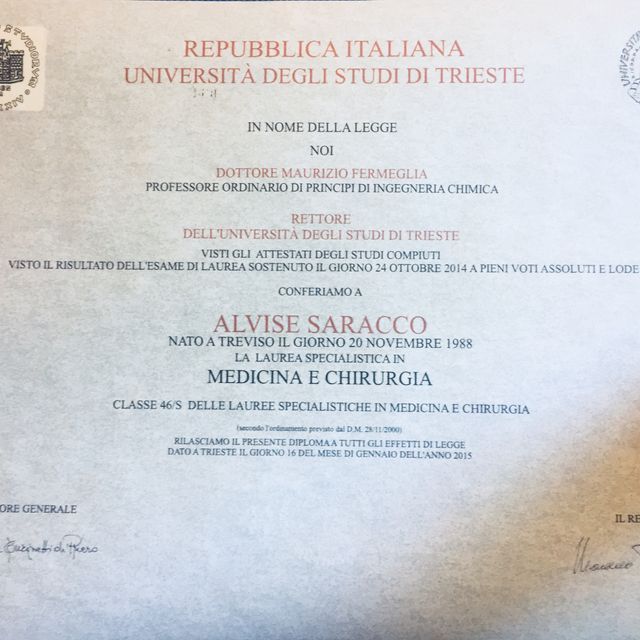 REPUBBLICA ITALIANA
UNIVERSITÀ DEGLI STUDI DI TRIESTE
IN NOME DELLA LEGGE
NOI
DOTTORE MAURIZIO FERMEGLIA
PROFESSORE ORDINARIO DI PRINCIPI DI INGEGNERIA CHIMICA
RETTORE
DELL'UNIVERSITÀ DEGLI STUDI DI TRIESTE
VISTI GLI ATTESTATI DEGLI STUDI COMPIUTI
VISTO IL RISULTATO DELL'ESAME DI LAUREA SOSTENUTO IL GIORNO 24 OTTOBRE 2014 A PIENI VOTI ASSOLUTI E LODE
CONFERIAMO A
ALVISE SARACCO
NATO A TREVISO IL GIORNO 20 NOVEMBRE 1988
LA LAUREA SPECIALISTICA IN
MEDICINA E CHIRURGIA
CLASSE 46/S DELLE LAUREE SPECIALISTICHE IN MEDICINA E CHIRURGIA
(secondo l'ordinamento previsto dal D.M. 28/11/2000)
RILASCIAMO IL PRESENTE DIPLOMA A TUTTI GLI EFFETTI DI LEGGE
DATO A TRIESTE IL GIORNO 16 DEL MESE DI GENNAIO DELL'ANNO 2015
ORE GENERALE
IL RE